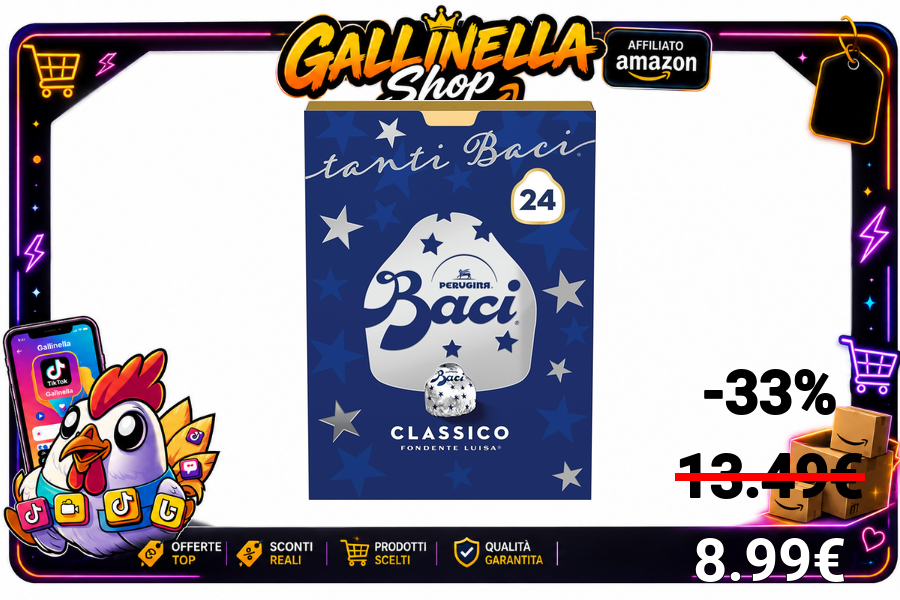 GALLINELLA
Shop
AFFILIATO
amazon
tanti Baci
24
PERUGINA.
Baci
Baci
CLASSICO
FONDENTE LUISA®
Gallinella
TikTok
Gallinella
-33%
13.49€
8.99€
OFFERTE
TOP
SCONTI
REALI
PRODOTTI
SCELTI
QUALITÀ
GARANTITA